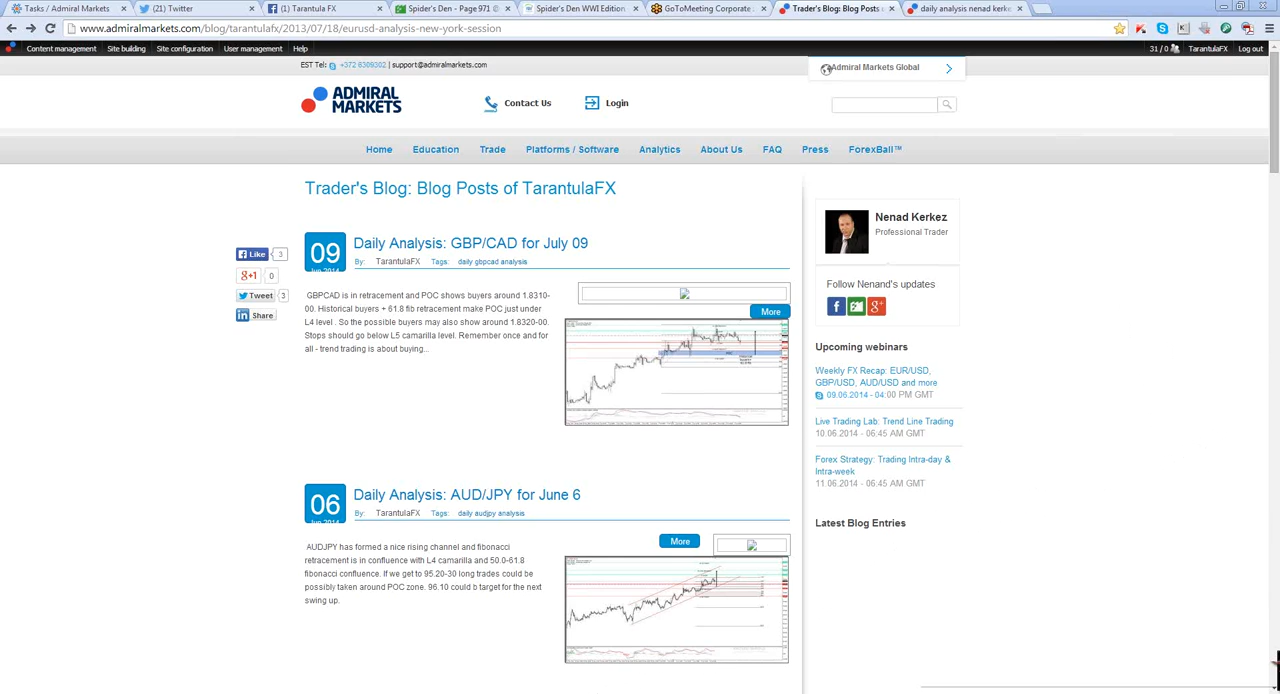 Tasks / Admiral Markets
(21) Twitter
(1) Tarantula FX
Spider's Den - Page 971
Spider's Den WWI Edition
GoToMeeting Corporate
Trader's Blog: Blog Posts
daily analysis nenad kerke
www.admiralmarkets.com/blog/tarantulafx/2013/07/18/eurusd-analysis-new-york-session
Content management Site building Site configuration User management Help
31 / 0 TarantulaFX Log out
EST Tel: +372 6309302 | support@admiralmarkets.com
Admiral Markets Global
ADMIRAL
MARKETS
Contact Us
Login
Home Education Trade Platforms / Software Analytics About Us FAQ Press ForexBall™
Trader's Blog: Blog Posts of TarantulaFX
Like 3
+1 0
Tweet 3
Share
09
Jun 2014
Daily Analysis: GBP/CAD for July 09
By: TarantulaFX Tags: daily gbpcad analysis
GBPCAD is in retracement and POC shows buyers around 1.8310-
00. Historical buyers + 61.8 fib retracement make POC just under
L4 level . So the possible buyers may also show around 1.8320-00.
Stops should go below L5 camarilla level. Remember once and for
all - trend trading is about buying...
More
06
Jun 2014
Daily Analysis: AUD/JPY for June 6
By: TarantulaFX Tags: daily audjpy analysis
AUDJPY has formed a nice rising channel and fibonacci
retracement is in confluence with L4 camarilla and 50.0-61.8
fibonacci confluence. If we get to 95.20-30 long trades could be
possibly taken around POC zone. 96.10 could b target for the next
swing up.
More
Nenad Kerkez
Professional Trader
Follow Nenand's updates
Upcoming webinars
Weekly FX Recap: EUR/USD,
GBP/USD, AUD/USD and more
09.06.2014 - 04:00 PM GMT
Live Trading Lab: Trend Line Trading
10.06.2014 - 06:45 AM GMT
Forex Strategy: Trading Intra-day &
Intra-week
11.06.2014 - 06:45 AM GMT
Latest Blog Entries